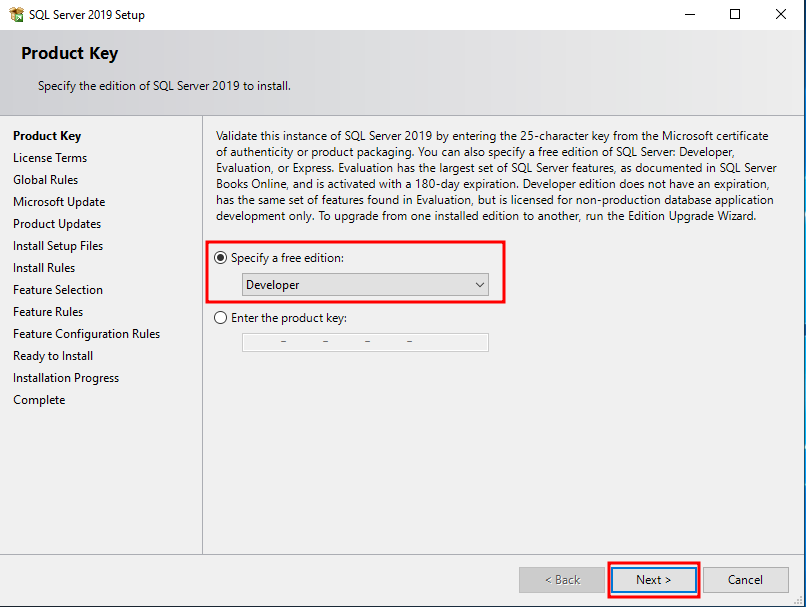 SQL Server 2019 Setup
Product Key
Specify the edition of SQL Server 2019 to install.
Product Key
License Terms
Global Rules
Microsoft Update
Product Updates
Install Setup Files
Install Rules
Feature Selection
Feature Rules
Feature Configuration Rules
Ready to Install
Installation Progress
Complete
Validate this instance of SQL Server 2019 by entering the 25-character key from the Microsoft certificate
of authenticity or product packaging. You can also specify a free edition of SQL Server: Developer,
Evaluation, or Express. Evaluation has the largest set of SQL Server features, as documented in SQL Server
Books Online, and is activated with a 180-day expiration. Developer edition does not have an expiration,
has the same set of features found in Evaluation, but is licensed for non-production database application
development only. To upgrade from one installed edition to another, run the Edition Upgrade Wizard.
Specify a free edition:
Developer
Enter the product key:
- - - -
< Back
Next >
Cancel